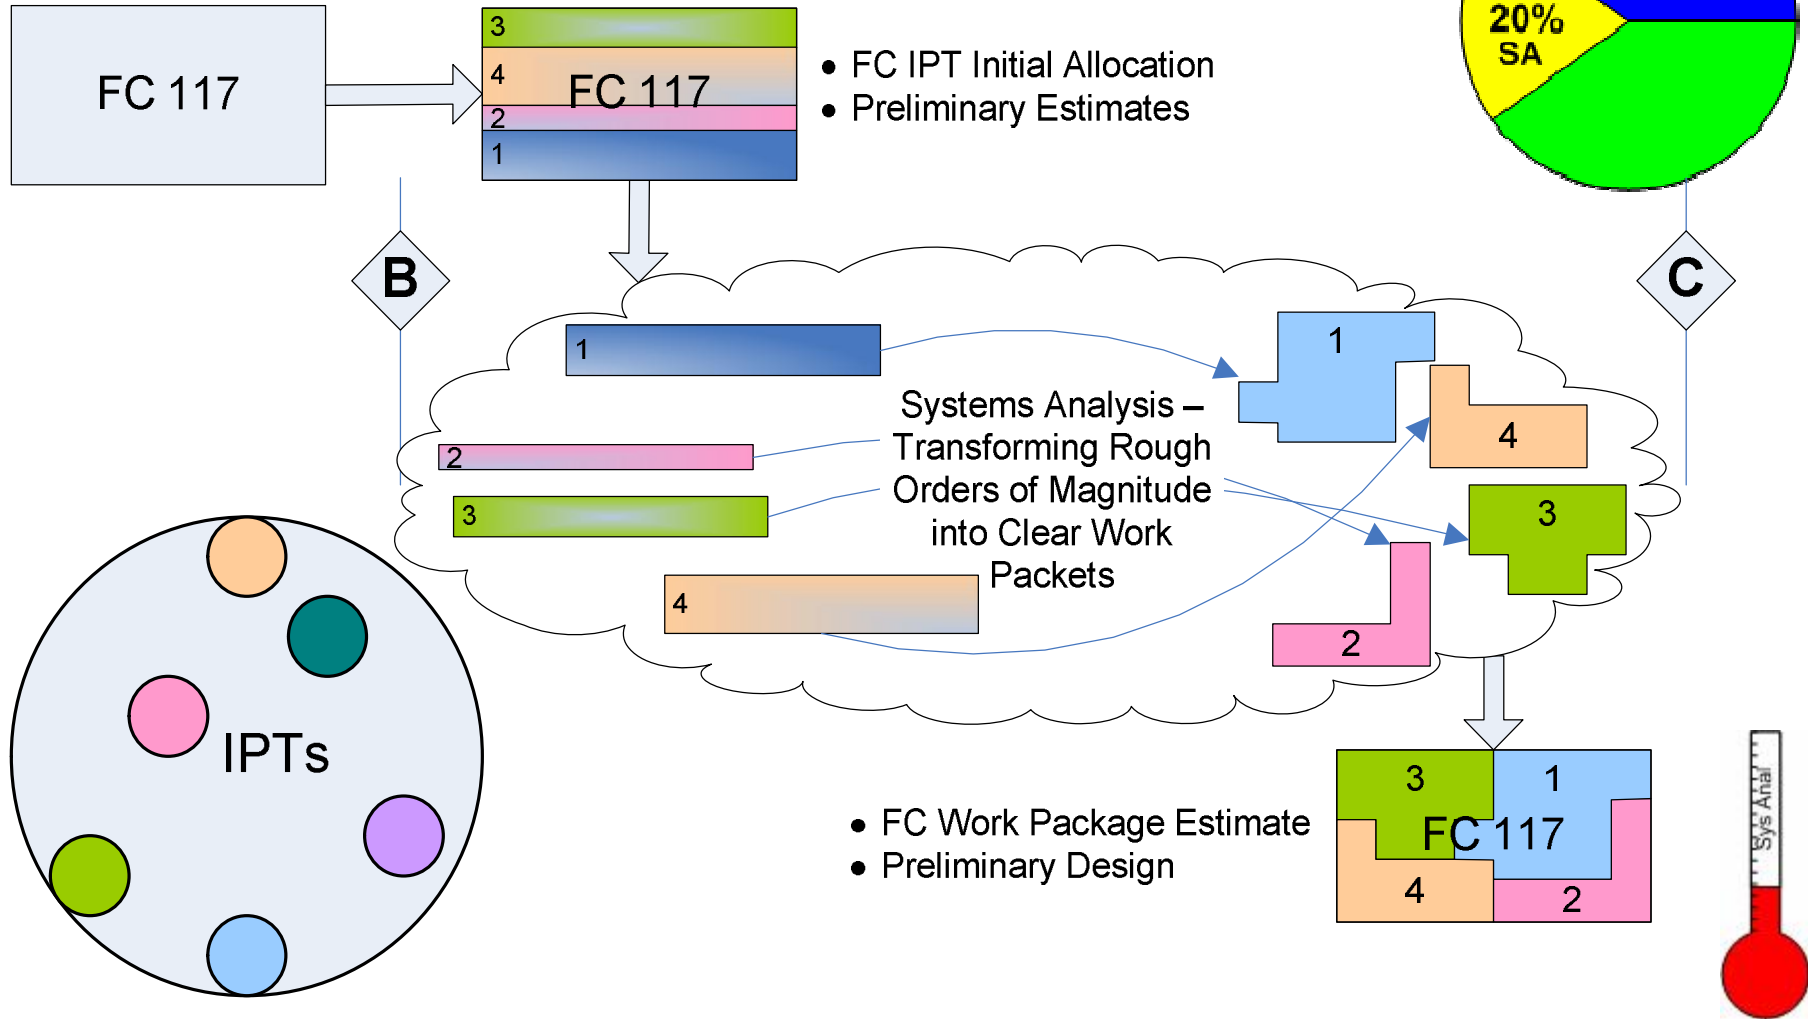 FC 117
3
4
FC 117
2
1
• FC IPT Initial Allocation
• Preliminary Estimates
20%
SA
B
C
1
2
3
4
Systems Analysis –
Transforming Rough
Orders of Magnitude
into Clear Work
Packets
1
4
3
2
IPTs
• FC Work Package Estimate
• Preliminary Design
3
1
FC 117
4
2
Sys Anal